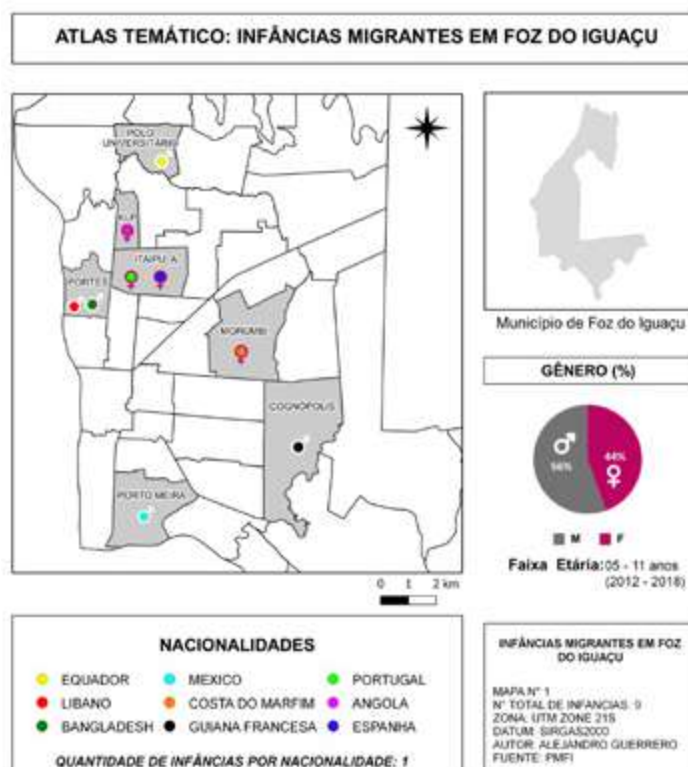 ATLAS TEMÁTICO: INFÂNCIAS MIGRANTES EM FOZ DO IGUAÇU
POLO
UNIVERSITÁRIO
KLP
ITAIPU A
PORTES
MORUMBI
COGNÓPOLIS
PORTO MEIRA
0 1 2 km
Município de Foz do Iguaçu
GÊNERO (%)
56%
44%
M F
Faixa Etária: 05 - 11 anos
(2012 - 2018)
NACIONALIDADES
EQUADOR MEXICO PORTUGAL
LIBANO COSTA DO MARFIM ANGOLA
BANGLADESH GUIANA FRANCESA ESPANHA
QUANTIDADE DE INFÂNCIAS POR NACIONALIDADE: 1
INFÂNCIAS MIGRANTES EM FOZ
DO IGUAÇU
MAPA N° 1
N° TOTAL DE INFANCIAS: 9
ZONA: UTM ZONE 21S
DATUM: SIRGAS2000
AUTOR: ALEJANDRO GUERRERO
FUENTE: PMFI